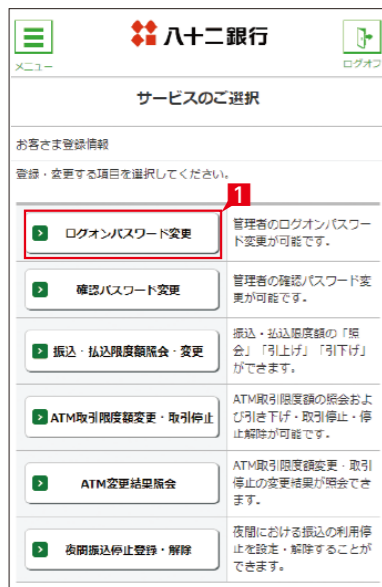 八十二銀行
メニュー
ログオフ
サービスのご選択
お客さま登録情報
登録・変更する項目を選択してください。
1
ログオンパスワード変更
管理者のログオンパスワー
ド変更が可能です。
確認パスワード変更
管理者の確認パスワード変
更が可能です。
振込・払込限度額照会・変更
振込・払込限度額の「照
会」「引上げ」「引下げ」
ができます。
ATM取引限度額変更・取引停止
ATM取引限度額の照会およ
び引き下げ・取引停止・停
止解除が可能です。
ATM変更結果照会
ATM取引限度額変更・取引
停止の変更結果が照会でき
ます。
夜間振込停止登録・解除
夜間における振込の利用停
止を設定・解除することが
できます。